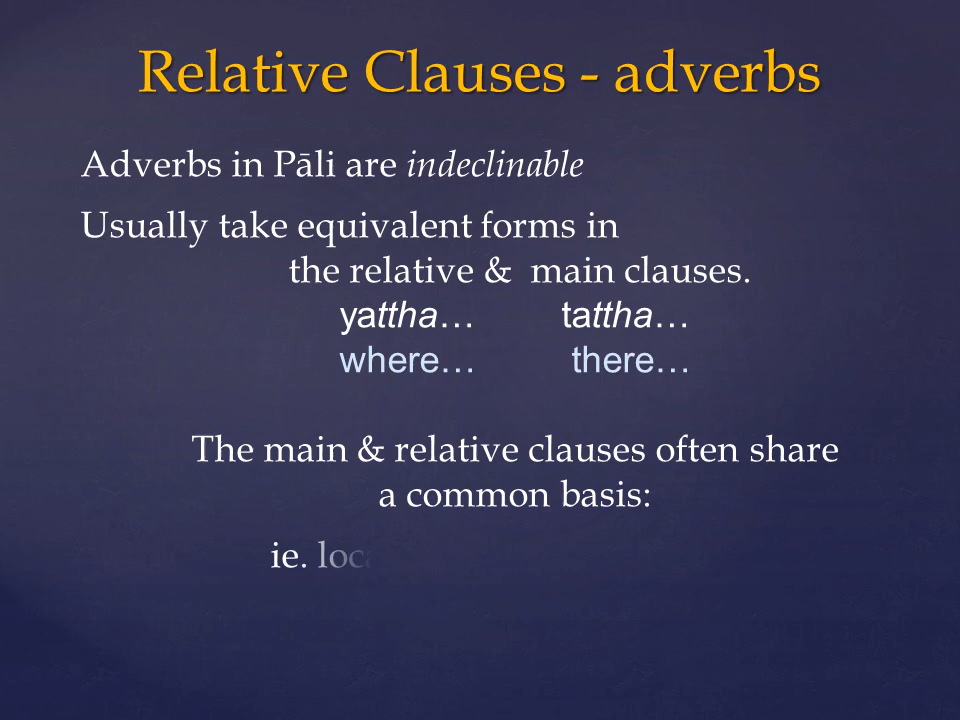 Relative Clauses - adverbs
Adverbs in Pāli are indeclinable
Usually take equivalent forms in
the relative & main clauses.
yattha… tattha…
where… there…
The main & relative clauses often share
a common basis:
ie.